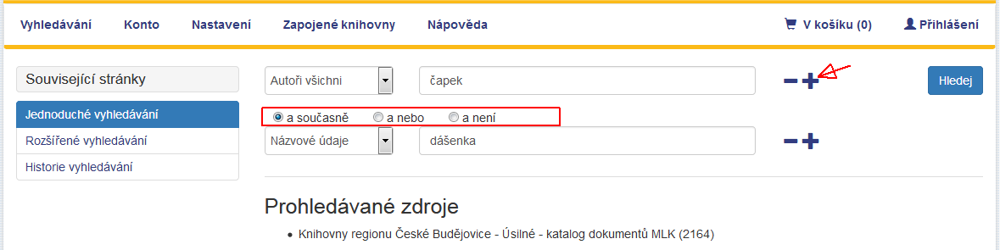 Vyhledávání Konto Nastavení Zapojené knihovny Nápověda V košíku (0) Přihlášení
Související stránky
Jednoduché vyhledávání
Rozšířené vyhledávání
Historie vyhledávání
Autoři všichni čapek Hledej
a současně a nebo a není
Názvové údaje dášenka
Prohledávané zdroje
• Knihovny regionu České Budějovice - Úsilné - katalog dokumentů MLK (2164)